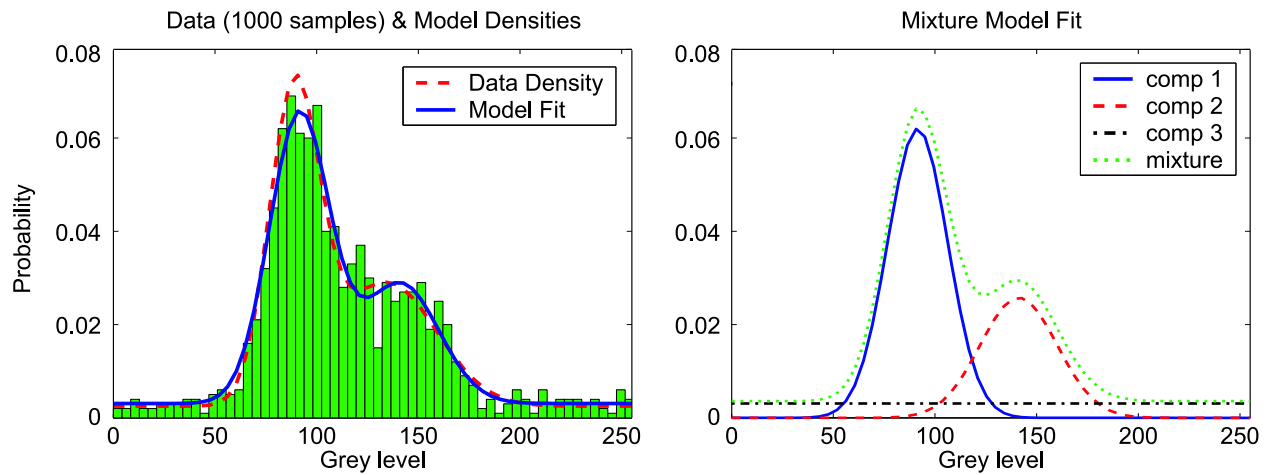 Data (1000 samples) & Model Densities
0.08
0.06
0.04
0.02
0
Probability
Data Density
Model Fit
0 50 100 150 200 250
Grey level
Mixture Model Fit
0.08
0.06
0.04
0.02
0
comp 1
comp 2
comp 3
mixture
0 50 100 150 200 250
Grey level